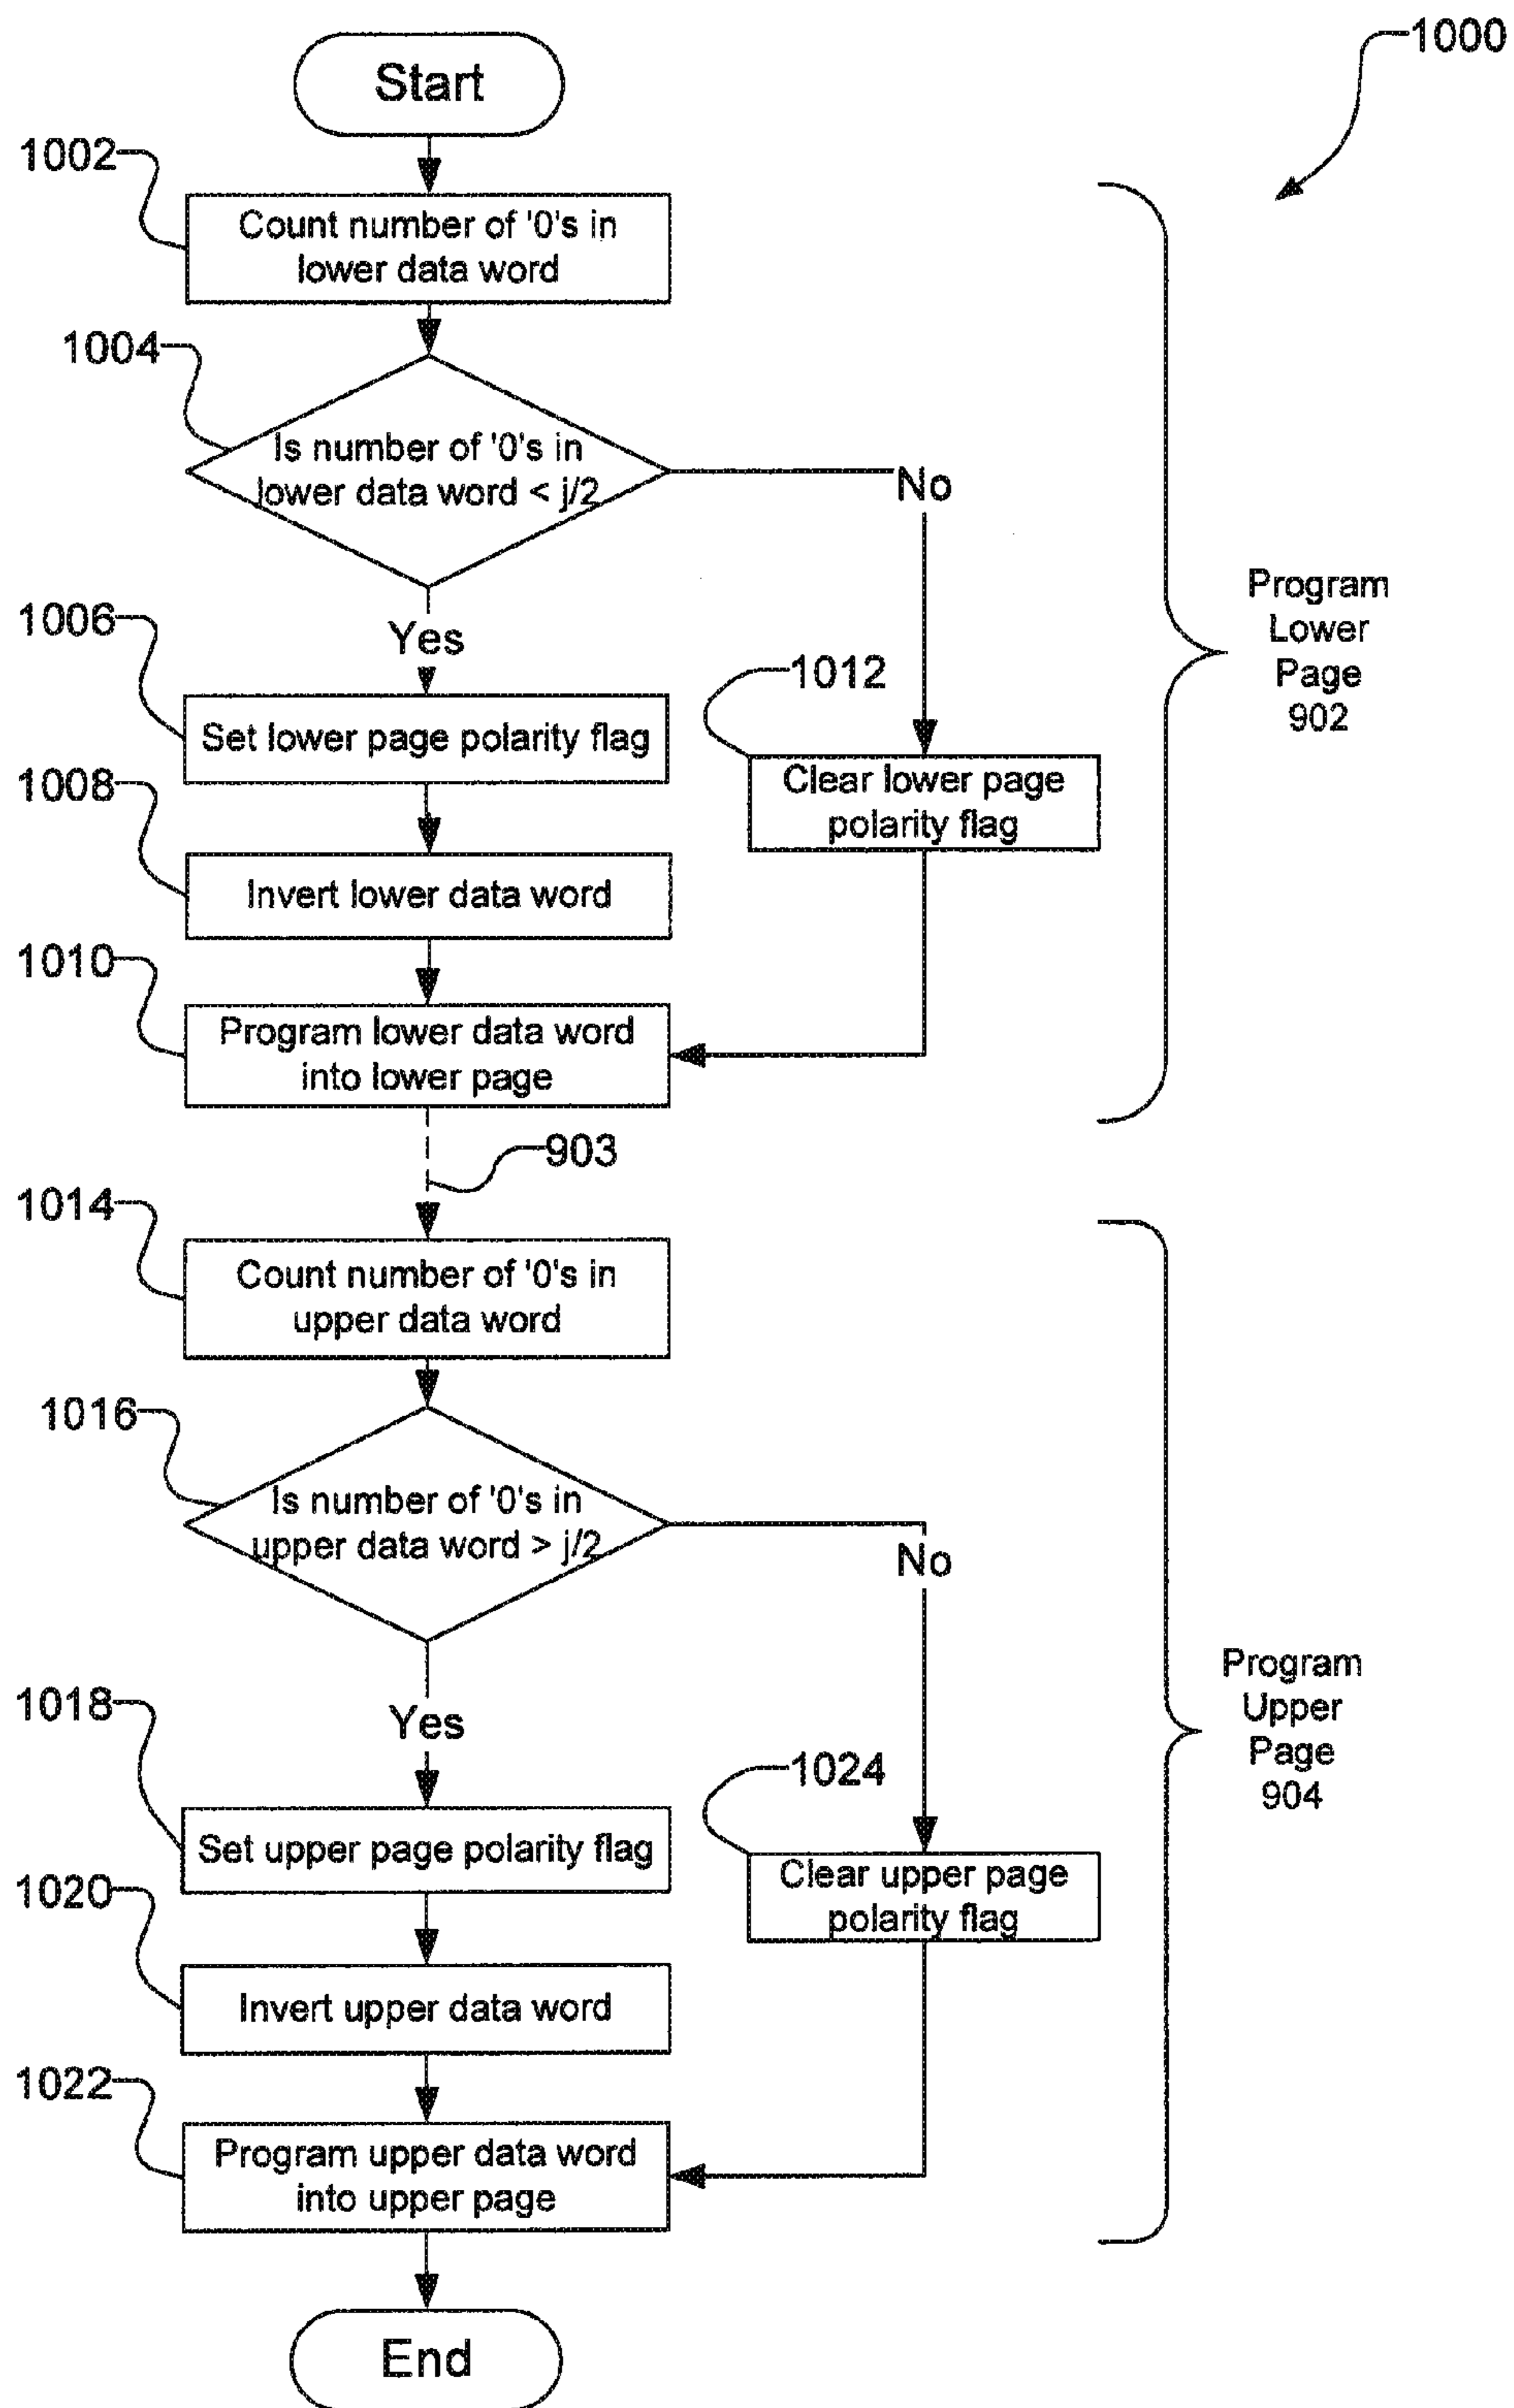 1000
Start
1002
Count number of '0's in
lower data word
1004
Is number of '0's in
lower data word < j/2
No
Yes
1006
Set lower page polarity flag
1012
Clear lower page
polarity flag
1008
Invert lower data word
1010
Program lower data word
into lower page
Program
Lower
Page
902
903
1014
Count number of '0's in
upper data word
1016
Is number of '0's in
upper data word > j/2
No
Yes
1018
Set upper page polarity flag
1024
Clear upper page
polarity flag
1020
Invert upper data word
1022
Program upper data word
into upper page
Program
Upper
Page
904
End